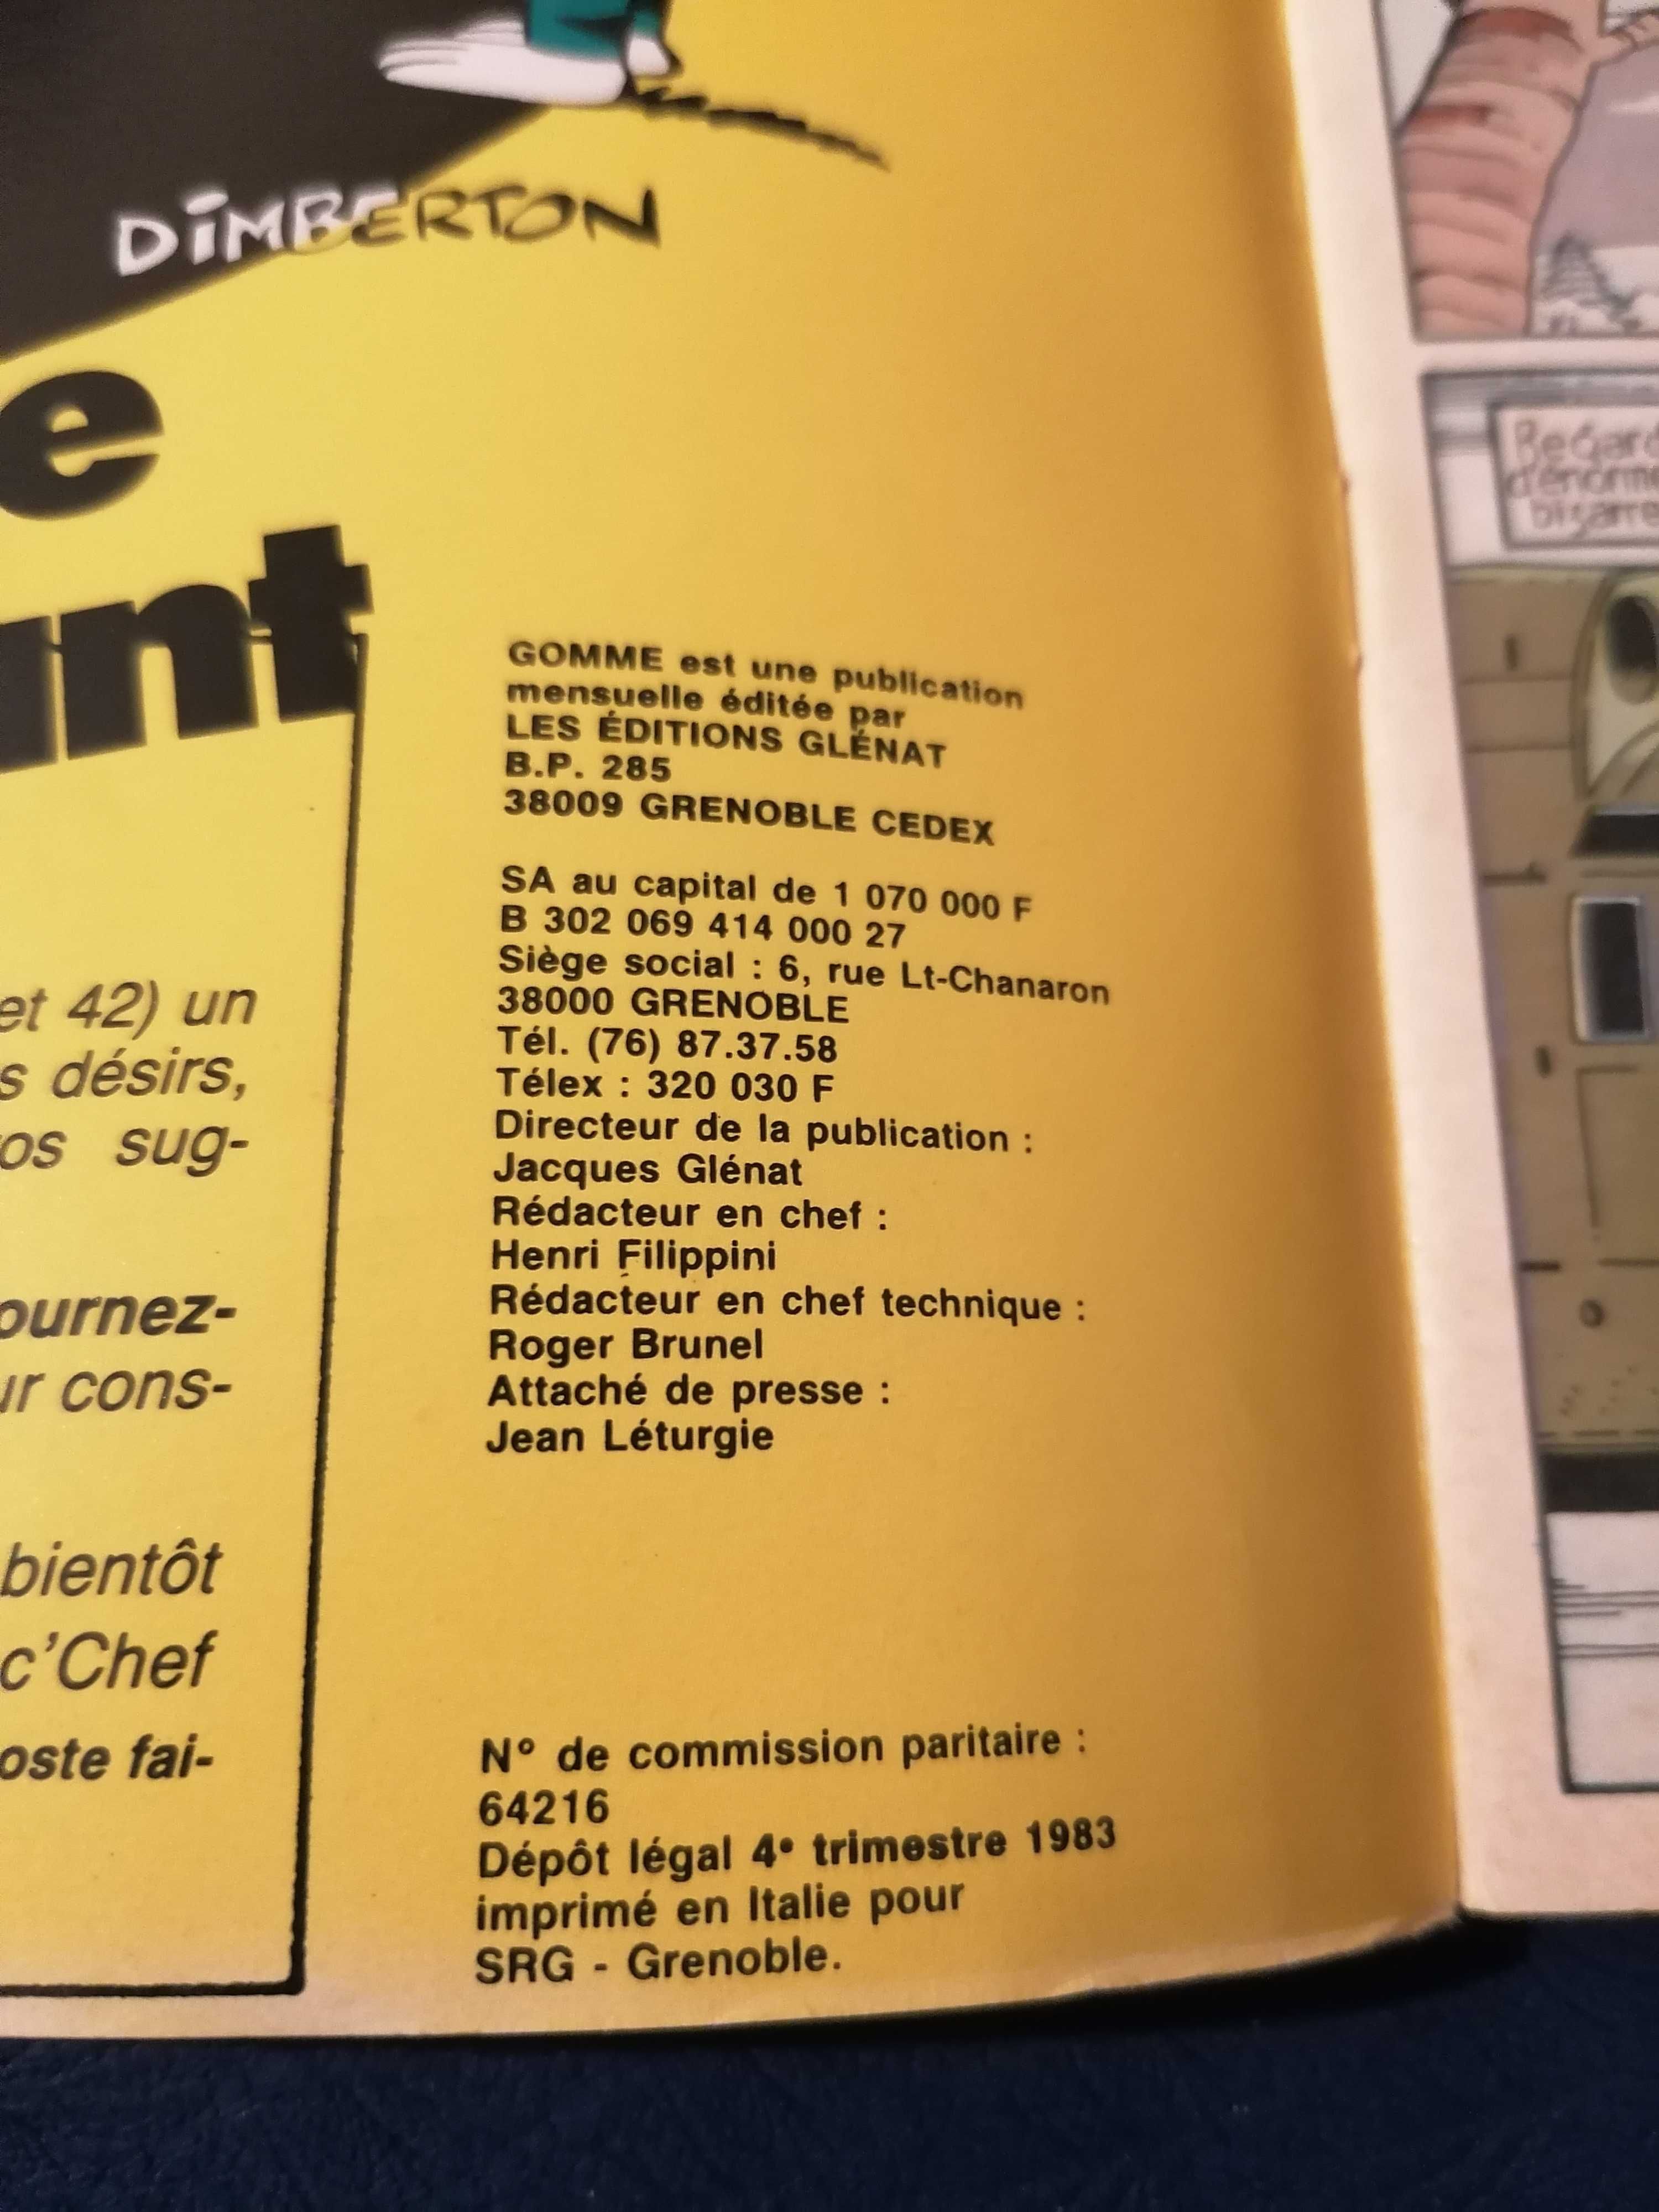 DIMBERTON
e
unt
et 42) un
s désirs,
os sug-
ournez-
ur cons-
bientôt
c'Chef
oste fai-
GOMME est une publication
mensuelle éditée par
LES ÉDITIONS GLÉNAT
B.P. 285
38009 GRENOBLE CEDEX
SA au capital de 1 070 000 F
B 302 069 414 000 27
Siège social : 6, rue Lt-Chanaron
38000 GRENOBLE
Tél. (76) 87.37.58
Télex : 320 030 F
Directeur de la publication :
Jacques Glénat
Rédacteur en chef :
Henri Filippini
Rédacteur en chef technique :
Roger Brunel
Attaché de presse :
Jean Léturgie
N° de commission paritaire :
64216
Dépôt légal 4e trimestre 1983
imprimé en Italie pour
SRG - Grenoble.
Regard
d'énorme
bizarre